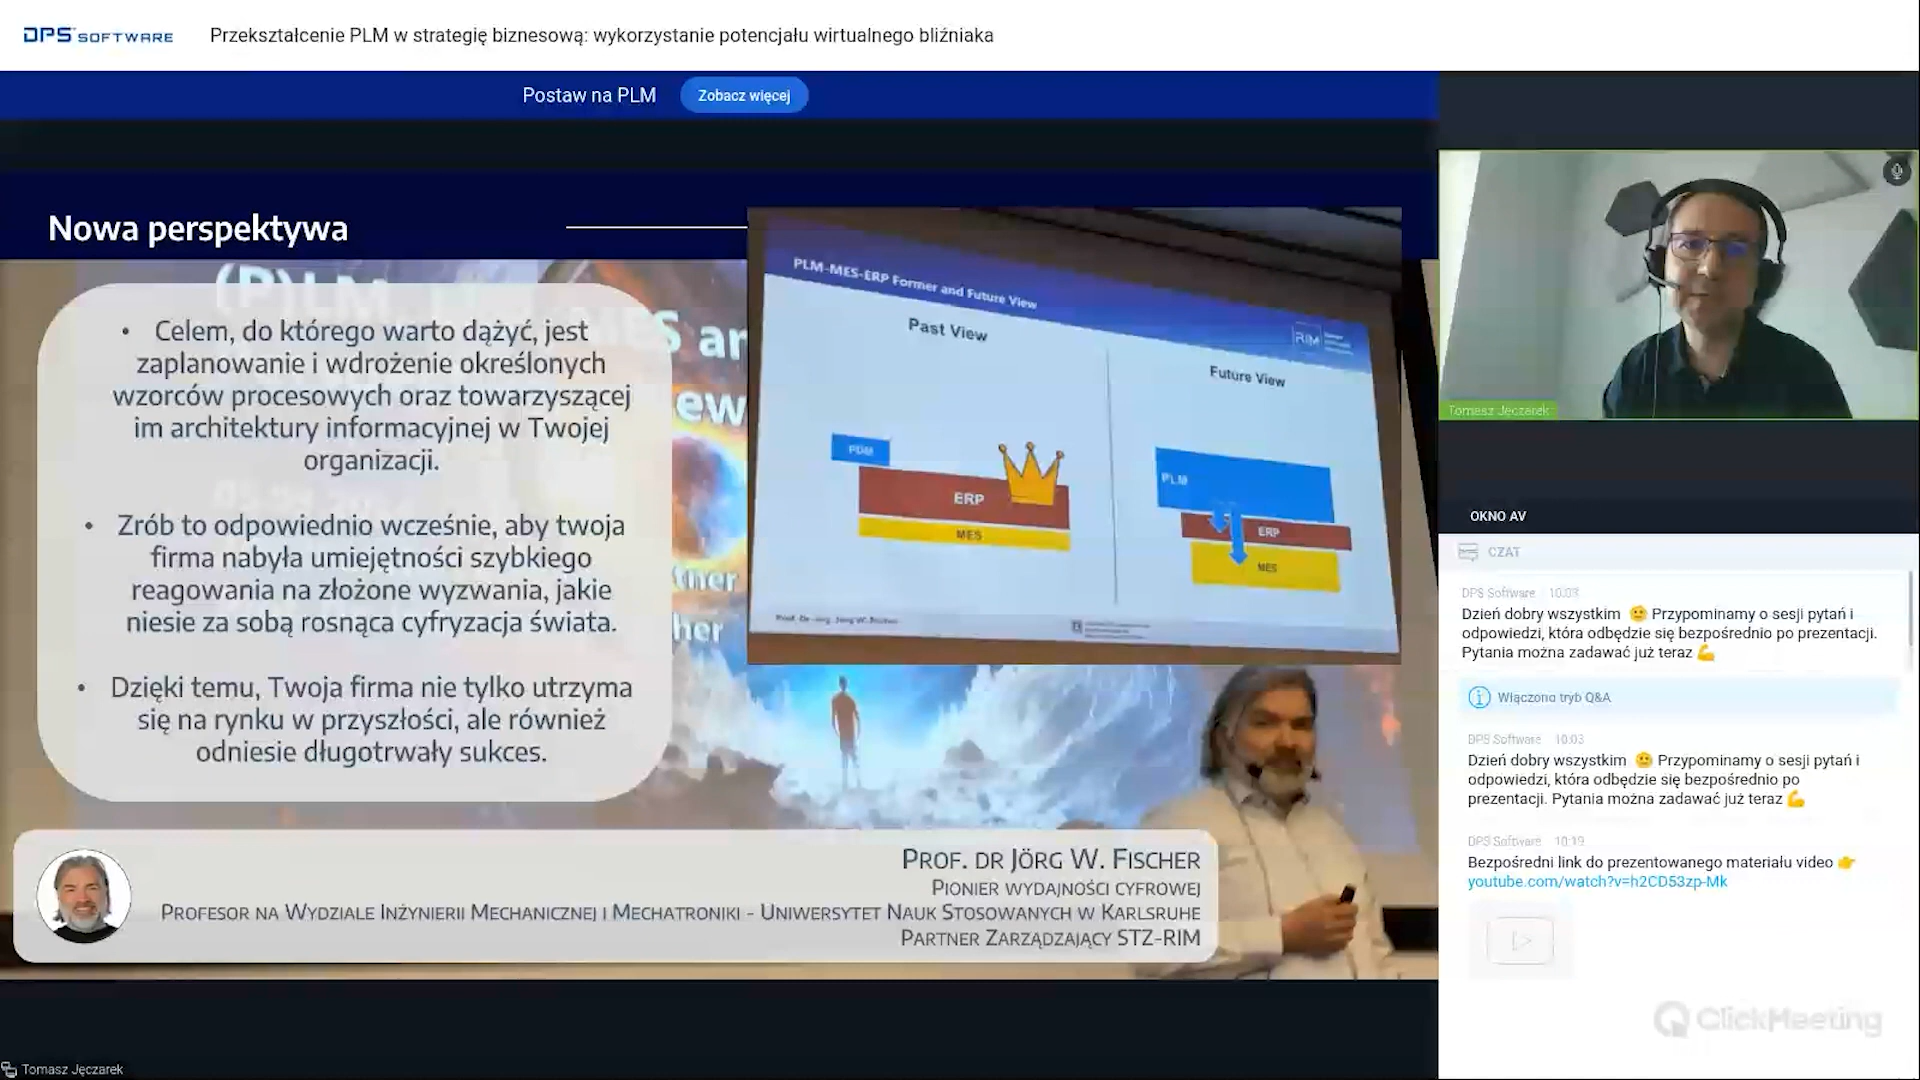 DPS SOFTWARE
Przekształcenie PLM w strategię biznesową: wykorzystanie potencjału wirtualnego bliźniaka
Postaw na PLM
Zobacz więcej
Nowa perspektywa
• Celem, do którego warto dążyć, jest
zaplanowanie i wdrożenie określonych
wzorców procesowych oraz towarzyszącej
im architektury informacyjnej w Twojej
organizacji.
• Zrób to odpowiednio wcześnie, aby twoja
firma nabyła umiejętności szybkiego
reagowania na złożone wyzwania, jakie
niesie za sobą rosnąca cyfryzacja świata.
• Dzięki temu, Twoja firma nie tylko utrzyma
się na rynku w przyszłości, ale również
odniesie długotrwały sukces.
PLM-MES-ERP Former and Future View
RIM
Past View
Future View
PDM
ERP
MES
PLM
ERP
MES
Prof. Dr.-Ing. Jörg W. Fischer
Prof. dr Jörg W. Fischer
Pionier wydajności cyfrowej
Profesor na Wydziale Inżynierii Mechanicznej i Mechatroniki - Uniwersytet Nauk Stosowanych w Karlsruhe
Partner Zarządzający STZ-RIM
Tomasz Jęczarek
Tomasz Jęczarek
OKNO AV
CZAT
DPS Software 10:03
Dzień dobry wszystkim 🙂 Przypominamy o sesji pytań i
odpowiedzi, która odbędzie się bezpośrednio po prezentacji.
Pytania można zadawać już teraz 💪
Włączono tryb Q&A
DPS Software 10:03
Dzień dobry wszystkim 🙂 Przypominamy o sesji pytań i
odpowiedzi, która odbędzie się bezpośrednio po
prezentacji. Pytania można zadawać już teraz 💪
DPS Software 10:19
Bezpośredni link do prezentowanego materiału video 👉
youtube.com/watch?v=h2CD53zp-Mk
ClickMeeting